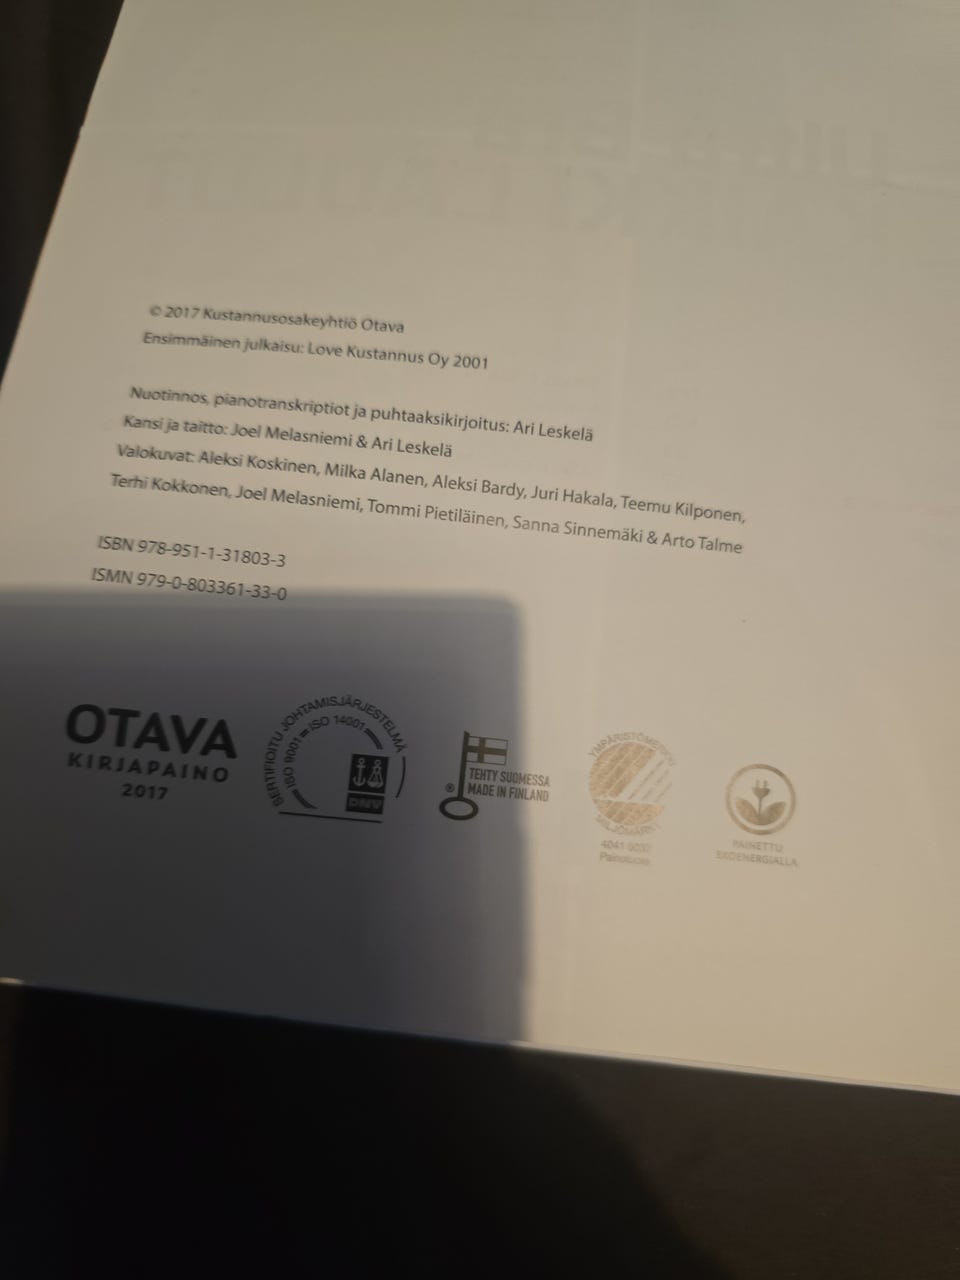 © 2017 Kustannusosakeyhtiö Otava
Ensimmäinen julkaisu: Love Kustannus Oy 2001
Nuotinnos, pianotranskriptiot ja puhtaaksikirjoitus: Ari Leskelä
Kansi ja taitto: Joel Melasniemi & Ari Leskelä
Valokuvat: Aleksi Koskinen, Milka Alanen, Aleksi Bardy, Juri Hakala, Teemu Kilponen,
Terhi Kokkonen, Joel Melasniemi, Tommi Pietiläinen, Sanna Sinnemäki & Arto Talme
ISBN 978-951-1-31803-3
ISMN 979-0-803361-33-0
OTAVA
KIRJAPAINO
2017
SERTIFIOITU JOHTAMISJÄRJESTELMÄ
ISO 9001 = ISO 14001
DNV
®
TEHTY SUOMESSA
MADE IN FINLAND
YMPÄRISTÖMERKKI
MILJÖMÄRKT
4041 0002
Painotuote
PAINETTU
EKOENERGIALLA